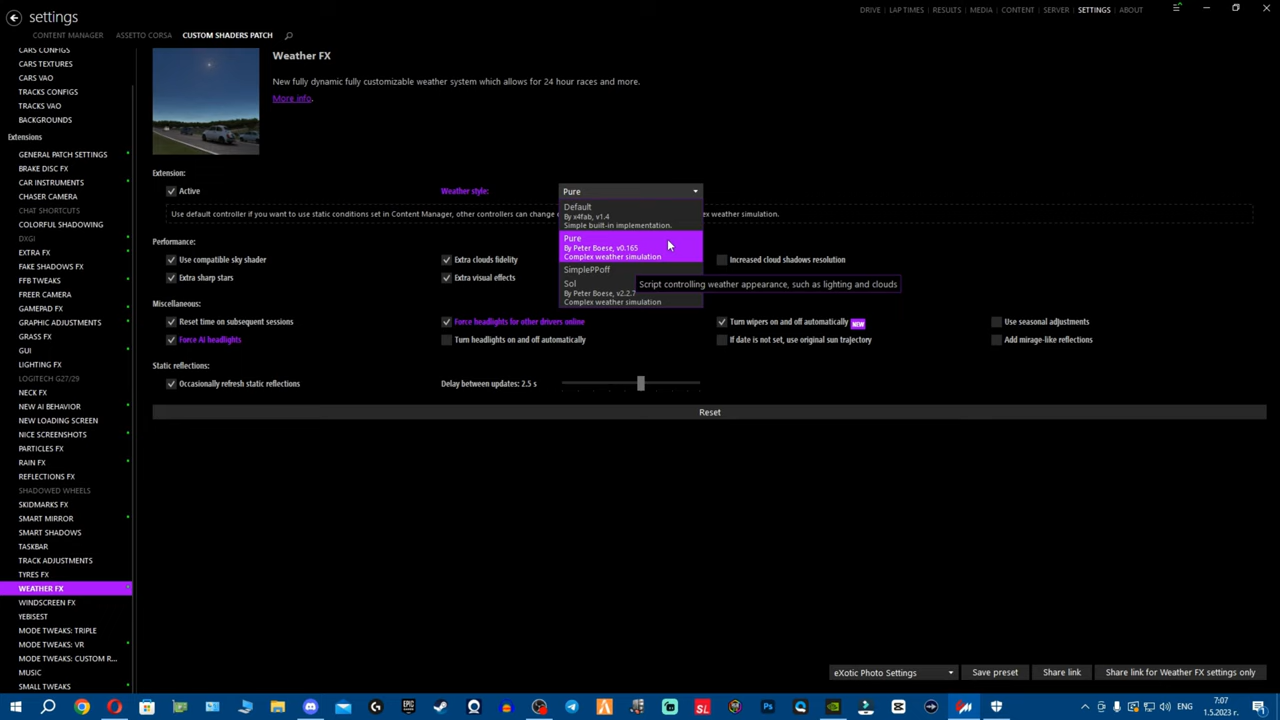 settings
DRIVE LAP TIMES RESULTS MEDIA CONTENT SERVER SETTINGS ABOUT
CONTENT MANAGER ASSETTO CORSA CUSTOM SHADERS PATCH
CARS CONFIGS
CARS TEXTURES
CARS VAO
TRACKS CONFIGS
TRACKS VAO
BACKGROUNDS
Extensions
GENERAL PATCH SETTINGS
BRAKE DISC FX
CAR INSTRUMENTS
CHASER CAMERA
CHAT SHORTCUTS
COLORFUL SHADOWING
DXGI
EXTRA FX
FAKE SHADOWS FX
FFB TWEAKS
FREER CAMERA
GAMEPAD FX
GRAPHIC ADJUSTMENTS
GRASS FX
GUI
LIGHTING FX
LOGITECH G27/29
NECK FX
NEW AI BEHAVIOR
NEW LOADING SCREEN
NICE SCREENSHOTS
PARTICLES FX
RAIN FX
REFLECTIONS FX
SHADOWED WHEELS
SKIDMARKS FX
SMART MIRROR
SMART SHADOWS
TASKBAR
TRACK ADJUSTMENTS
TYRES FX
WEATHER FX
WINDSCREEN FX
YEBISEST
MODE TWEAKS: TRIPLE
MODE TWEAKS: VR
MODE TWEAKS: CUSTOM R...
MUSIC
SMALL TWEAKS
Weather FX
New fully dynamic fully customizable weather system which allows for 24 hour races and more.
More info.
Extension:
Active
Weather style:
Pure
Default
By x4fab, v1.4
Simple built-in implementation.
Pure
By Peter Boese, v0.165
Complex weather simulation
SimplePPoff
Sol
By Peter Boese, v2.2.7
Complex weather simulation
Script controlling weather appearance, such as lighting and clouds
Use default controller if you want to use static conditions set in Content Manager, other controllers can change ex weather simulation.
Performance:
Use compatible sky shader
Extra clouds fidelity
Increased cloud shadows resolution
Extra sharp stars
Extra visual effects
Miscellaneous:
Reset time on subsequent sessions
Force headlights for other drivers online
Turn wipers on and off automatically NEW
Use seasonal adjustments
Force AI headlights
Turn headlights on and off automatically
If date is not set, use original sun trajectory
Add mirage-like reflections
Static reflections:
Occasionally refresh static reflections
Delay between updates: 2.5 s
Reset
eXotic Photo Settings
Save preset
Share link
Share link for Weather FX settings only
EPIC
SL
Ps
ENG
7:07
1.5.2023 г.